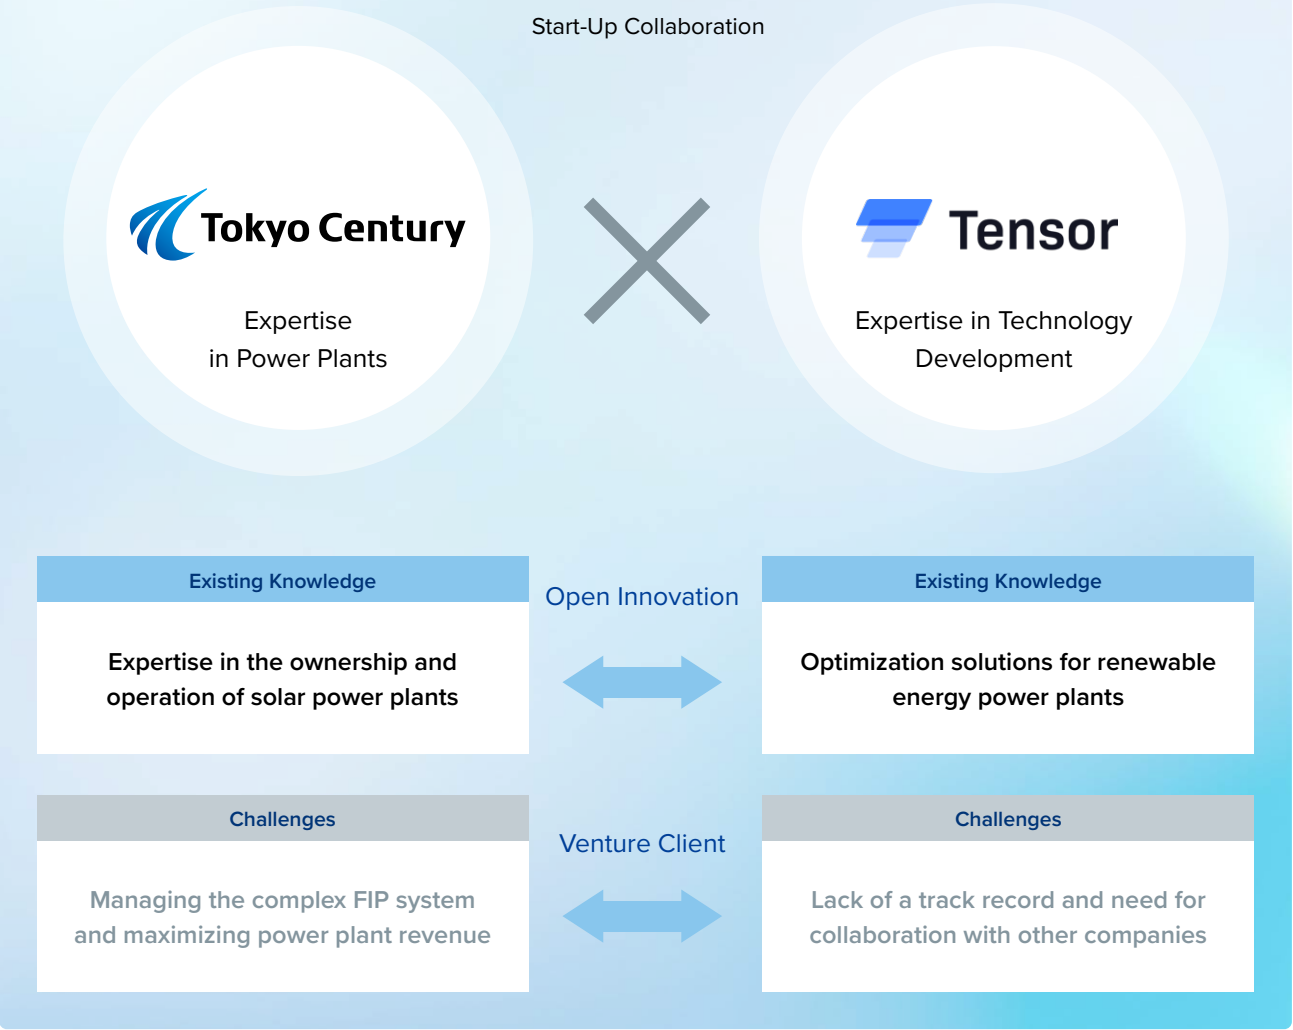 Start-Up Collaboration
Tokyo Century
Expertise
in Power Plants
Tensor
Expertise in Technology
Development
Existing Knowledge
Expertise in the ownership and
operation of solar power plants
Open Innovation
Existing Knowledge
Optimization solutions for renewable
energy power plants
Challenges
Managing the complex FIP system
and maximizing power plant revenue
Venture Client
Challenges
Lack of a track record and need for
collaboration with other companies